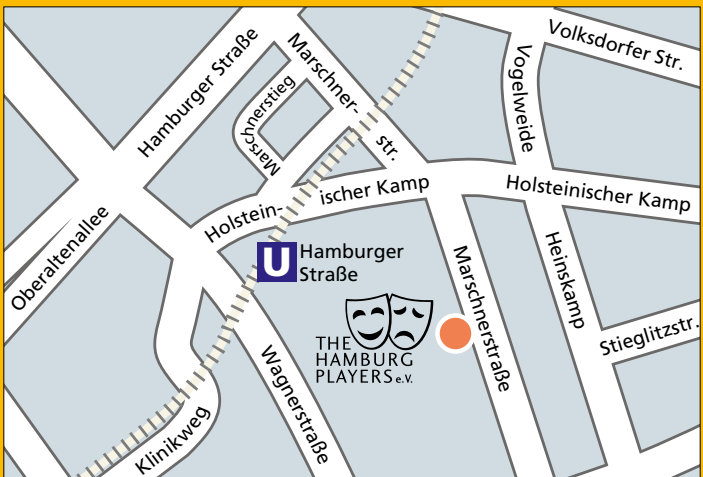 Volksdorfer Str.
Hamburger Straße
Marschner-
str.
Vogelweide
Marschnerstieg
Holstein-
ischer Kamp
Holsteinischer Kamp
Oberaltenallee
U Hamburger
Straße
Heinskamp
Marschnerstraße
THE
HAMBURG
PLAYERS e.V.
Stieglitzstr.
Wagnerstraße
Klinikweg